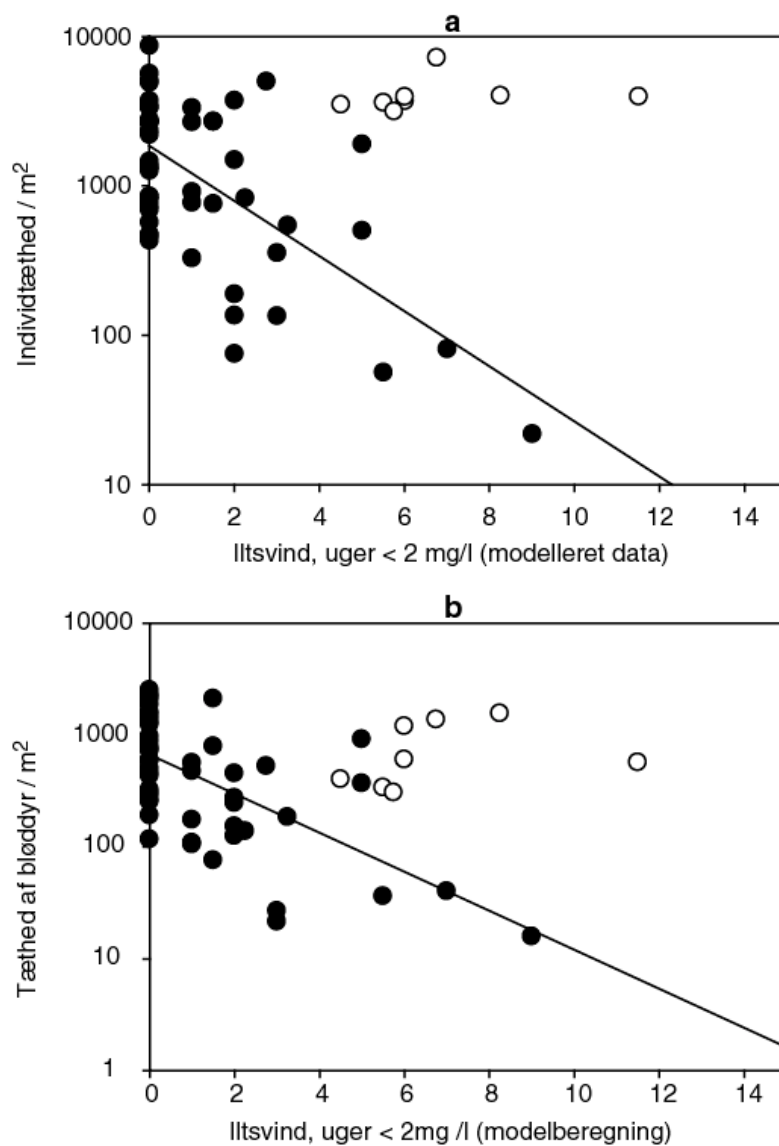 a
10000
1000
100
10
Individtæthed / m²
0 2 4 6 8 10 12 14
Iltsvind, uger < 2 mg/l (modelleret data)
b
10000
1000
100
10
1
Tæthed af bløddyr / m²
0 2 4 6 8 10 12 14
Iltsvind, uger < 2mg /l (modelberegning)